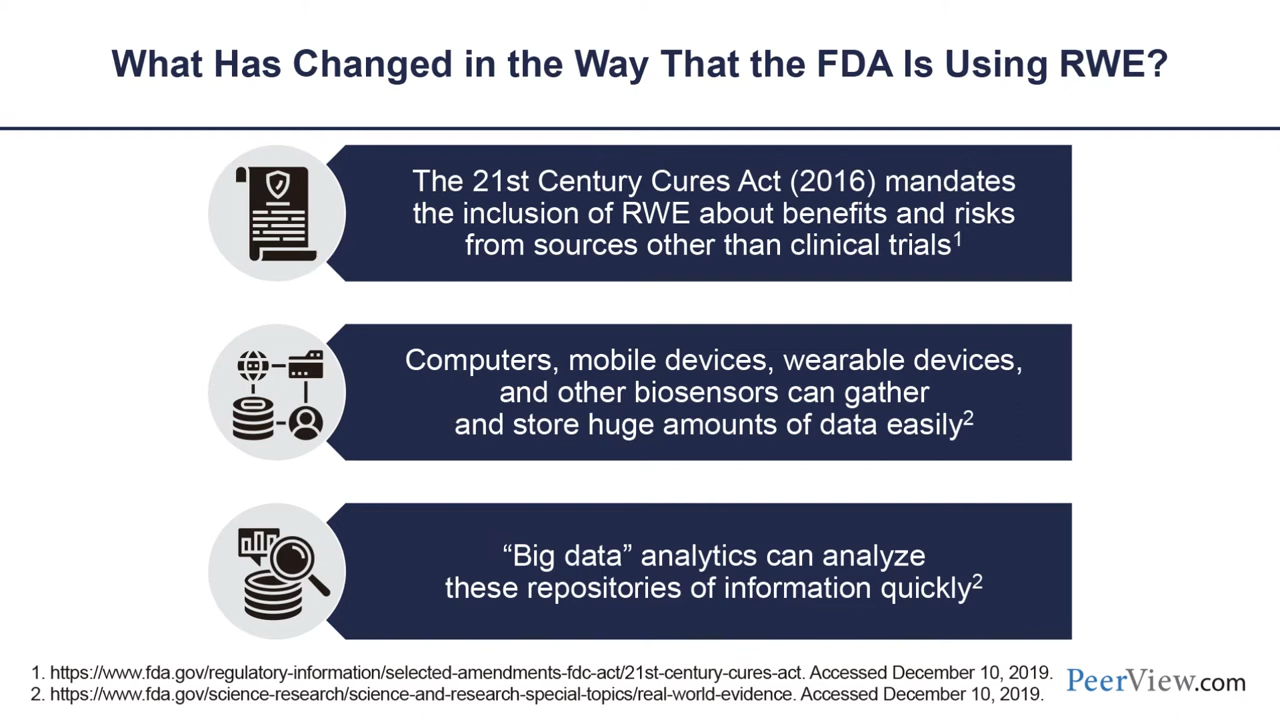 What Has Changed in the Way That the FDA Is Using RWE?
The 21st Century Cures Act (2016) mandates
the inclusion of RWE about benefits and risks
from sources other than clinical trials1
Computers, mobile devices, wearable devices,
and other biosensors can gather
and store huge amounts of data easily2
“Big data” analytics can analyze
these repositories of information quickly2
1. https://www.fda.gov/regulatory-information/selected-amendments-fdc-act/21st-century-cures-act. Accessed December 10, 2019.
2. https://www.fda.gov/science-research/science-and-research-special-topics/real-world-evidence. Accessed December 10, 2019.
PeerView.com